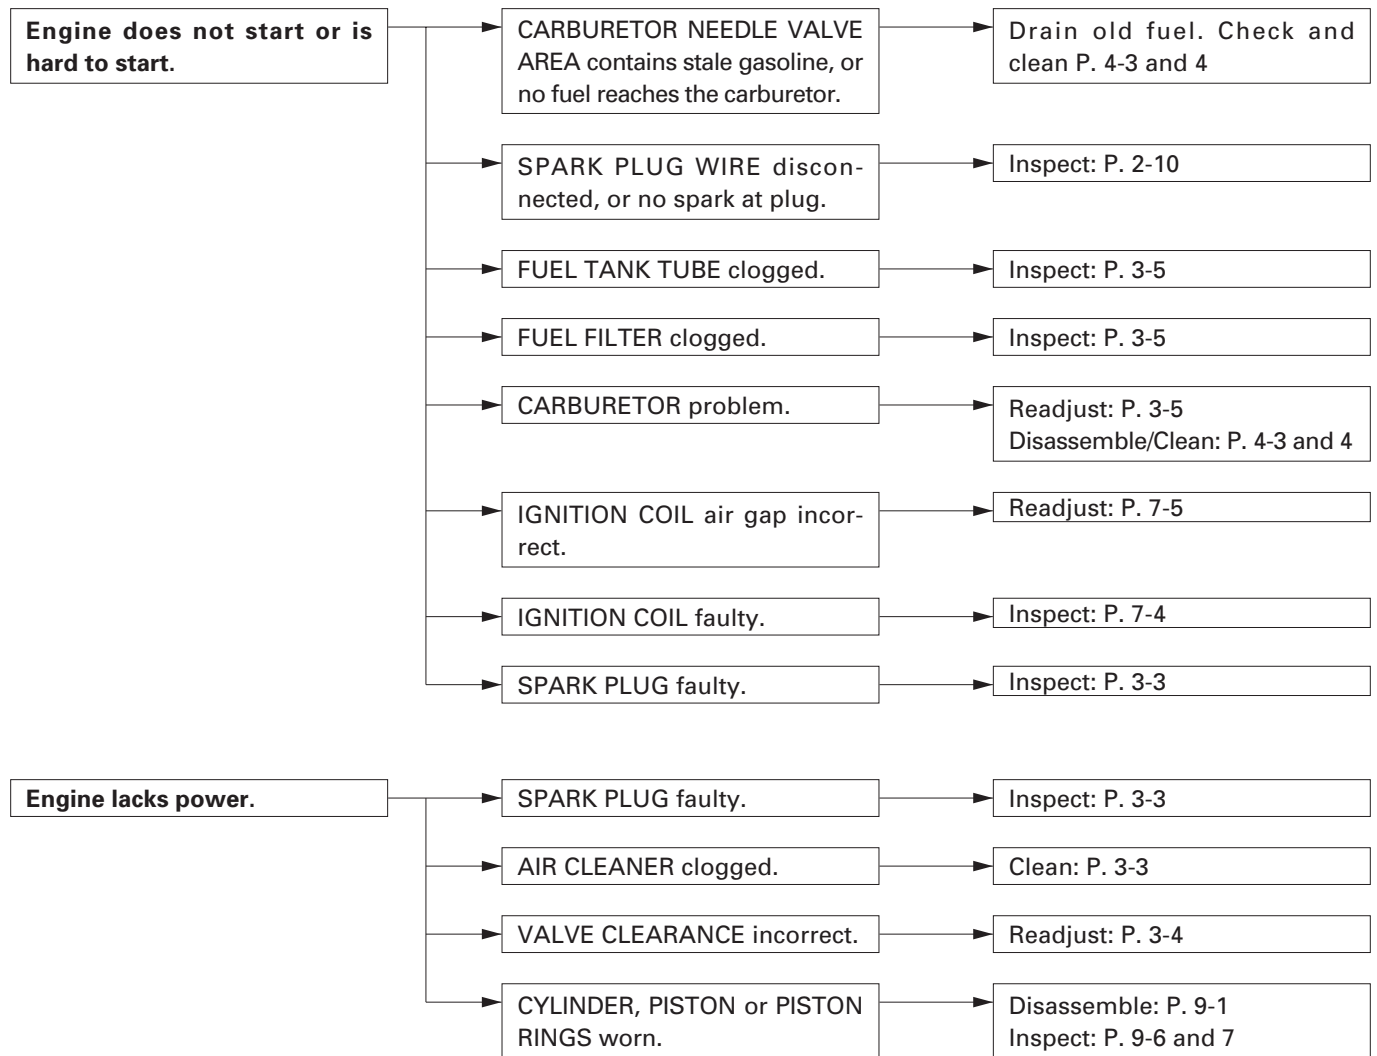 Engine does not start or is
hard to start.
CARBURETOR NEEDLE VALVE
AREA contains stale gasoline, or
no fuel reaches the carburetor.
Drain old fuel. Check and
clean P. 4-3 and 4
SPARK PLUG WIRE discon-
nected, or no spark at plug.
Inspect: P. 2-10
FUEL TANK TUBE clogged.
Inspect: P. 3-5
FUEL FILTER clogged.
Inspect: P. 3-5
CARBURETOR problem.
Readjust: P. 3-5
Disassemble/Clean: P. 4-3 and 4
IGNITION COIL air gap incor-
rect.
Readjust: P. 7-5
IGNITION COIL faulty.
Inspect: P. 7-4
SPARK PLUG faulty.
Inspect: P. 3-3
Engine lacks power.
SPARK PLUG faulty.
Inspect: P. 3-3
AIR CLEANER clogged.
Clean: P. 3-3
VALVE CLEARANCE incorrect.
Readjust: P. 3-4
CYLINDER, PISTON or PISTON
RINGS worn.
Disassemble: P. 9-1
Inspect: P. 9-6 and 7